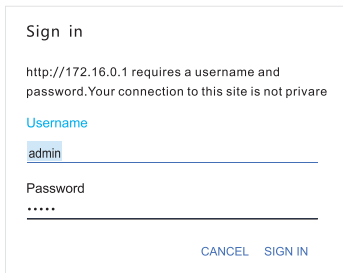 Sign in
http://172.16.0.1 requires a username and
password.Your connection to this site is not privare
Username
admin
Password
•••••
CANCEL SIGN IN